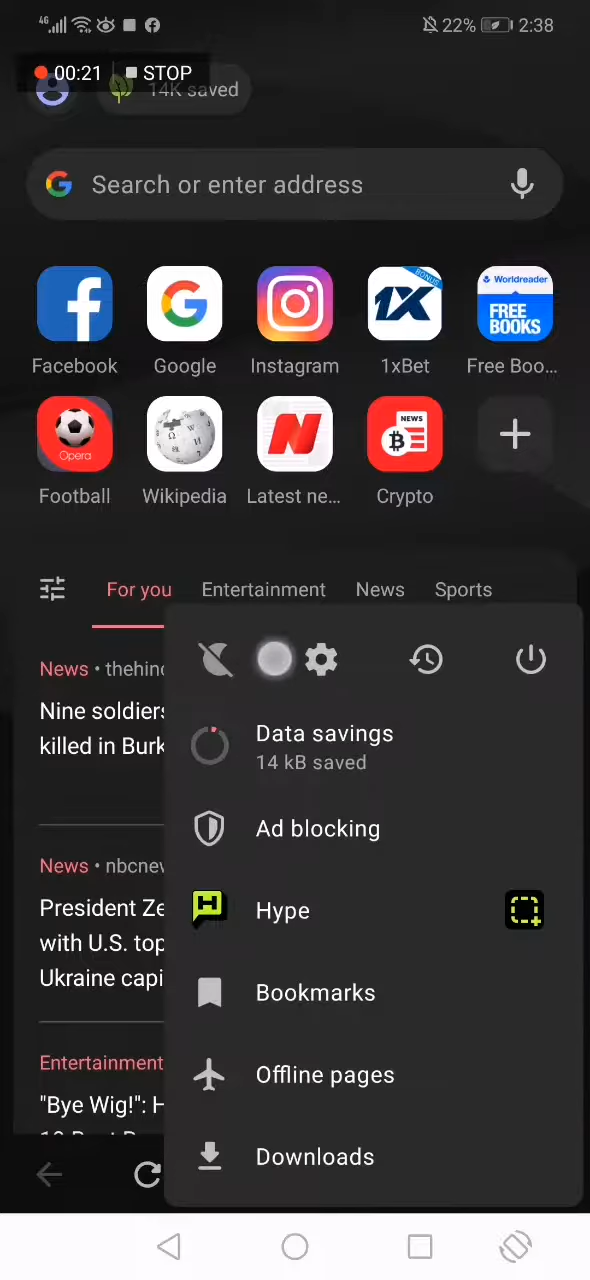 4G
22%
2:38
00:21
STOP
14K saved
Search or enter address
BONUS
1X
Worldreader
FREE
BOOKS
Facebook
Google
Instagram
1xBet
Free Boo...
Opera
NEWS
Football
Wikipedia
Latest ne...
Crypto
For you
Entertainment
News
Sports
News • thehind
Nine soldiers
killed in Burk
Data savings
14 kB saved
Ad blocking
News • nbcnew
President Ze
with U.S. top
Ukraine capi
Hype
Bookmarks
Offline pages
Entertainment
"Bye Wig!": H
Downloads